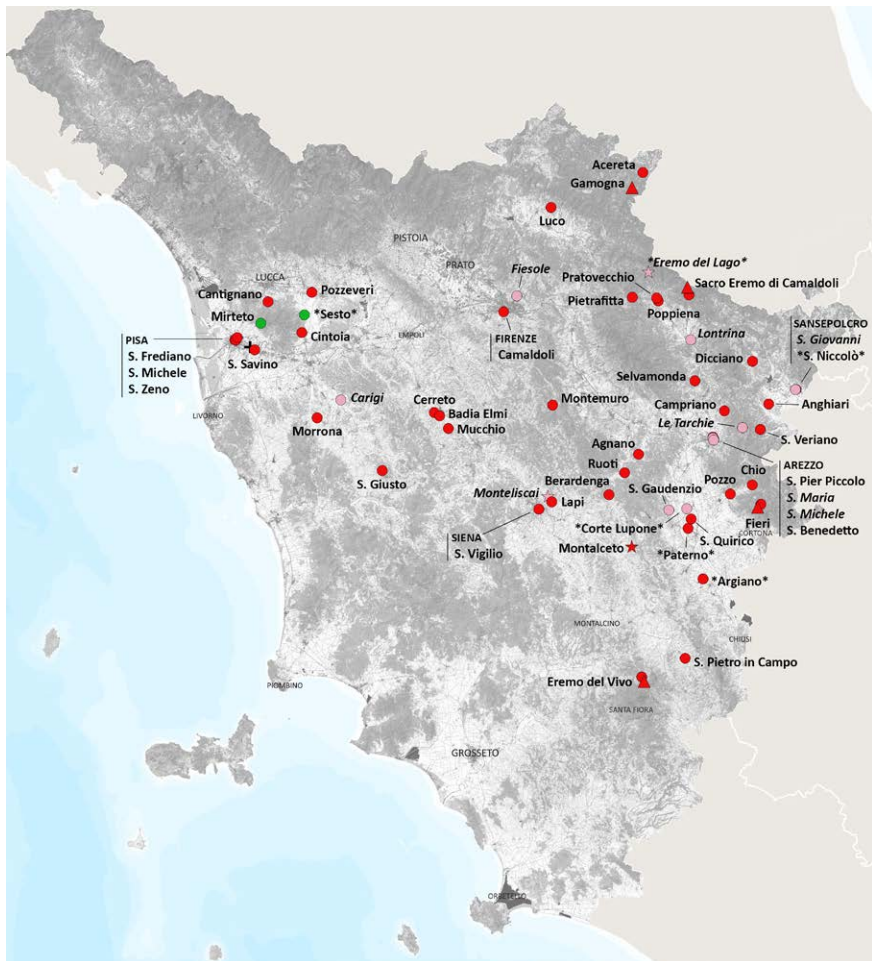 Acereta
Gamogna
Luco
PISTOIA
PRATO
*Eremo del Lago*
Fiesole
Pratovecchio
Sacro Eremo di Camaldoli
LUCCA
Cantignano
Pozzeveri
Pietrafitta
Poppiena
Mirteto
*Sesto*
SANSEPOLCRO
S. Giovanni
*S. Niccolò*
PISA
S. Frediano
S. Michele
S. Zeno
Cintoia
EMPOLI
FIRENZE
Camaldoli
Lontrina
S. Savino
Dicciano
Selvamonda
LIVORNO
Carigi
Cerreto
Badia Elmi
Mucchio
Montemuro
Campriano
Anghiari
Morrona
Le Tarchie
S. Veriano
Agnano
Ruoti
AREZZO
S. Pier Piccolo
S. Maria
S. Michele
S. Benedetto
S. Giusto
Chio
Berardenga
S. Gaudenzio
Pozzo
Monteliscai
Lapi
Fieri
CORTONA
*Corte Lupone*
SIENA
S. Vigilio
S. Quirico
Montalceto
*Paterno*
*Argiano*
MONTALCINO
CHIUSI
S. Pietro in Campo
PIOMBINO
Eremo del Vivo
SANTA FIORA
GROSSETO
ORBETELLO